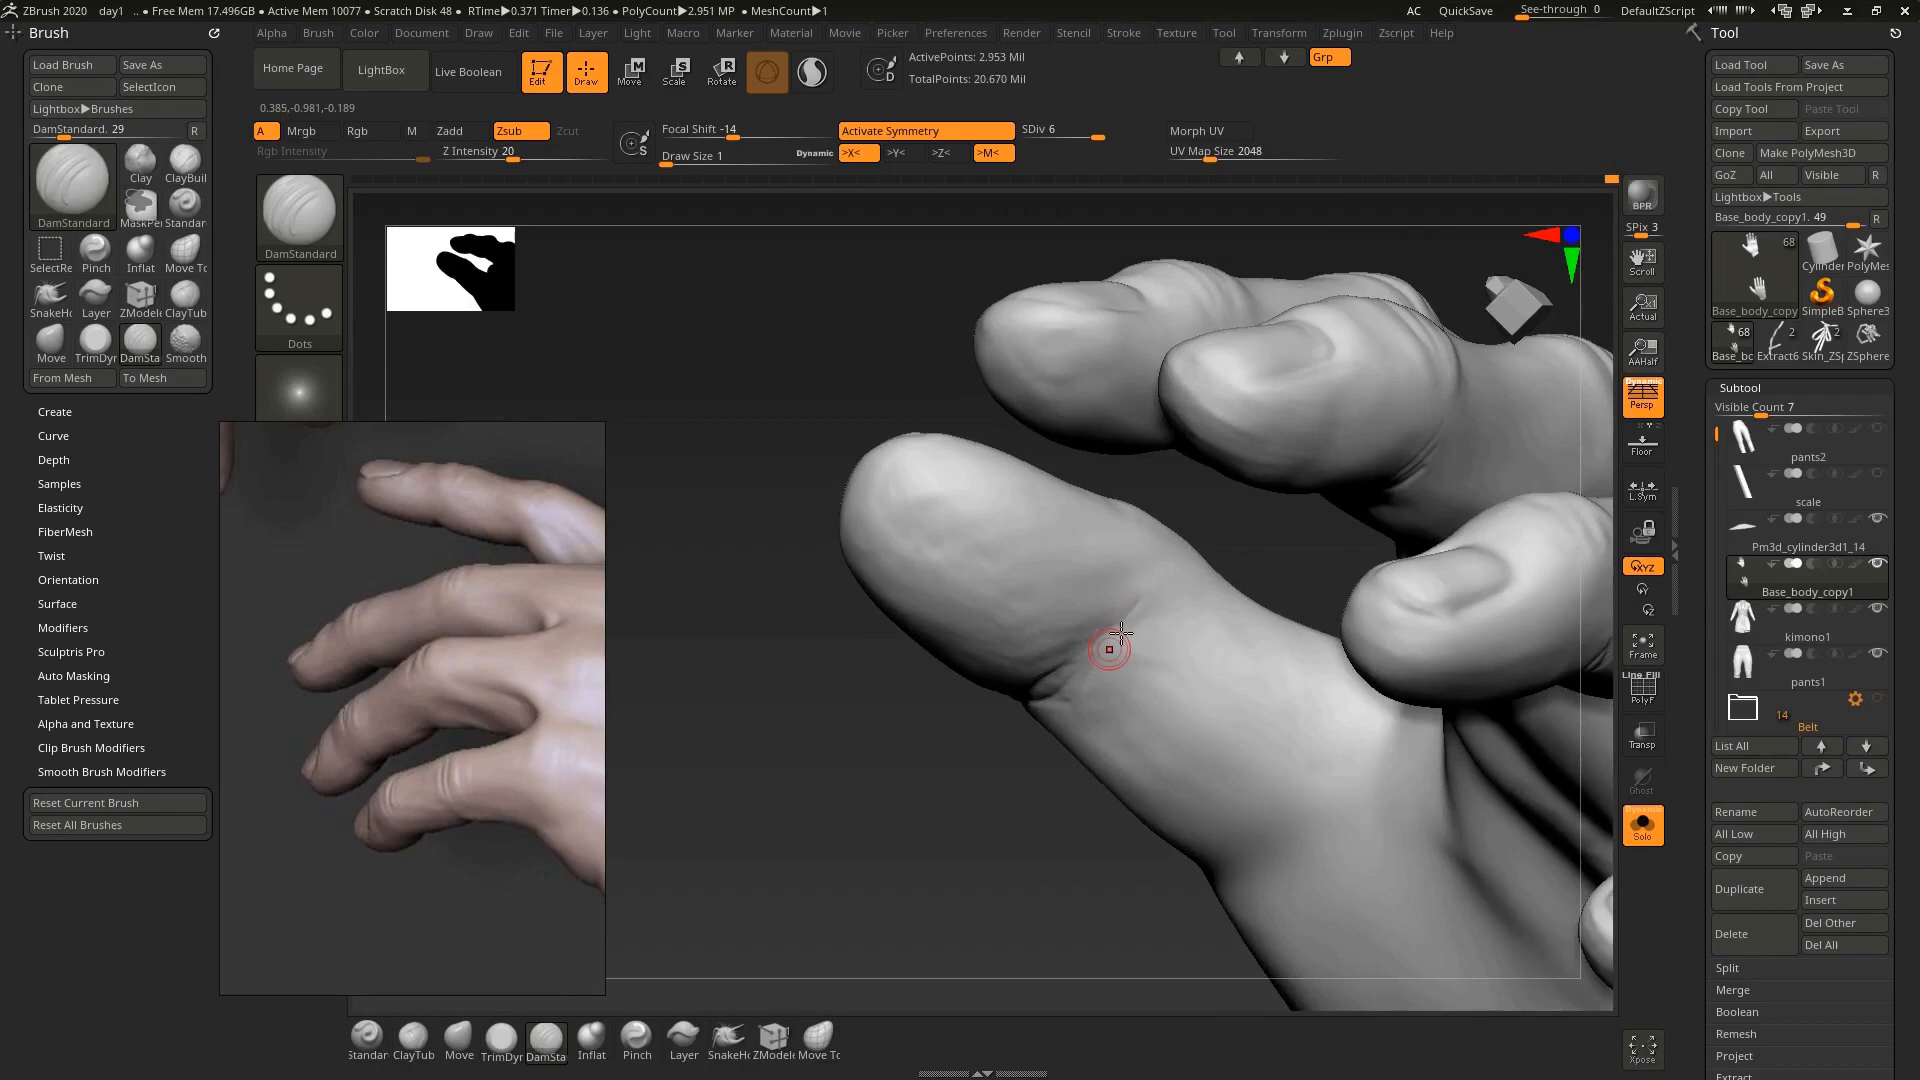 ZBrush 2020 day1 .. • Free Mem 17.496GB • Active Mem 10077 • Scratch Disk 48 • RTime▶0.371 Timer▶0.136 • PolyCount▶2.951 MP • MeshCount▶1
AC QuickSave See-through 0 DefaultZScript
Brush
Alpha Brush Color Document Draw Edit File Layer Light Macro Marker Material Movie Picker Preferences Render Stencil Stroke Texture Tool Transform Zplugin Zscript Help
Tool
Load Brush Save As
Clone SelectIcon
Lightbox▶Brushes
DamStandard. 29 R
Home Page LightBox Live Boolean Edit Draw Move Scale Rotate
ActivePoints: 2.953 Mil
TotalPoints: 20.670 Mil
Grp
0.385,-0.981,-0.189
A Mrgb Rgb M Zadd Zsub Zcut
Rgb Intensity Z Intensity 20
Focal Shift -14
Draw Size 1 Dynamic
Activate Symmetry
>X< >Y< >Z< >M<
SDiv 6
Morph UV
UV Map Size 2048
Load Tool Save As
Load Tools From Project
Copy Tool Paste Tool
Import Export
Clone Make PolyMesh3D
GoZ All Visible R
Lightbox▶Tools
Base_body_copy1. 49 R
Clay ClayBuil
DamStandard MaskPe Standar
SelectRe Pinch Inflat Move To
SnakeHo Layer ZModele ClayTub
Move TrimDyr DamSta Smooth
From Mesh To Mesh
Create
Curve
Depth
Samples
Elasticity
FiberMesh
Twist
Orientation
Surface
Modifiers
Sculptris Pro
Auto Masking
Tablet Pressure
Alpha and Texture
Clip Brush Modifiers
Smooth Brush Modifiers
Reset Current Brush
Reset All Brushes
DamStandard
Dots
BPR
SPix 3
Scroll
Actual
AAHalf
Dynamic
Persp
Floor
L.Sym
XYZ
Frame
Line Fill
PolyF
Transp
Ghost
Dynamic
Solo
Xpose
68
Cylinder PolyMes
Base_body_copy SimpleB Sphere3
68 2 2
Base_bc Extract6 Skin_ZSp ZSphere
Subtool
Visible Count 7
pants2
scale
Pm3d_cylinder3d1_14
Base_body_copy1
kimono1
pants1
14
Belt
List All
New Folder
Rename AutoReorder
All Low All High
Copy Paste
Duplicate Append
Insert
Delete Del Other
Del All
Split
Merge
Boolean
Remesh
Project
Extract
Standar ClayTub Move TrimDyr DamSta Inflat Pinch Layer SnakeHo ZModele Move To